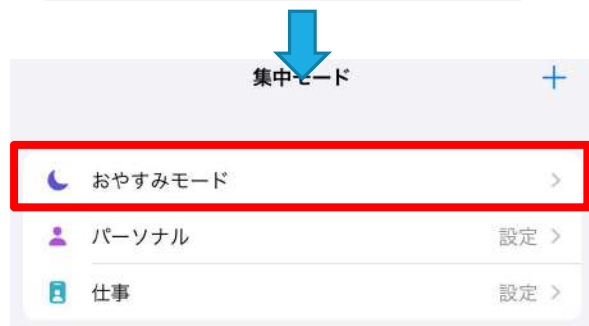 集中モード
おやすみモード
パーソナル 設定
仕事 設定